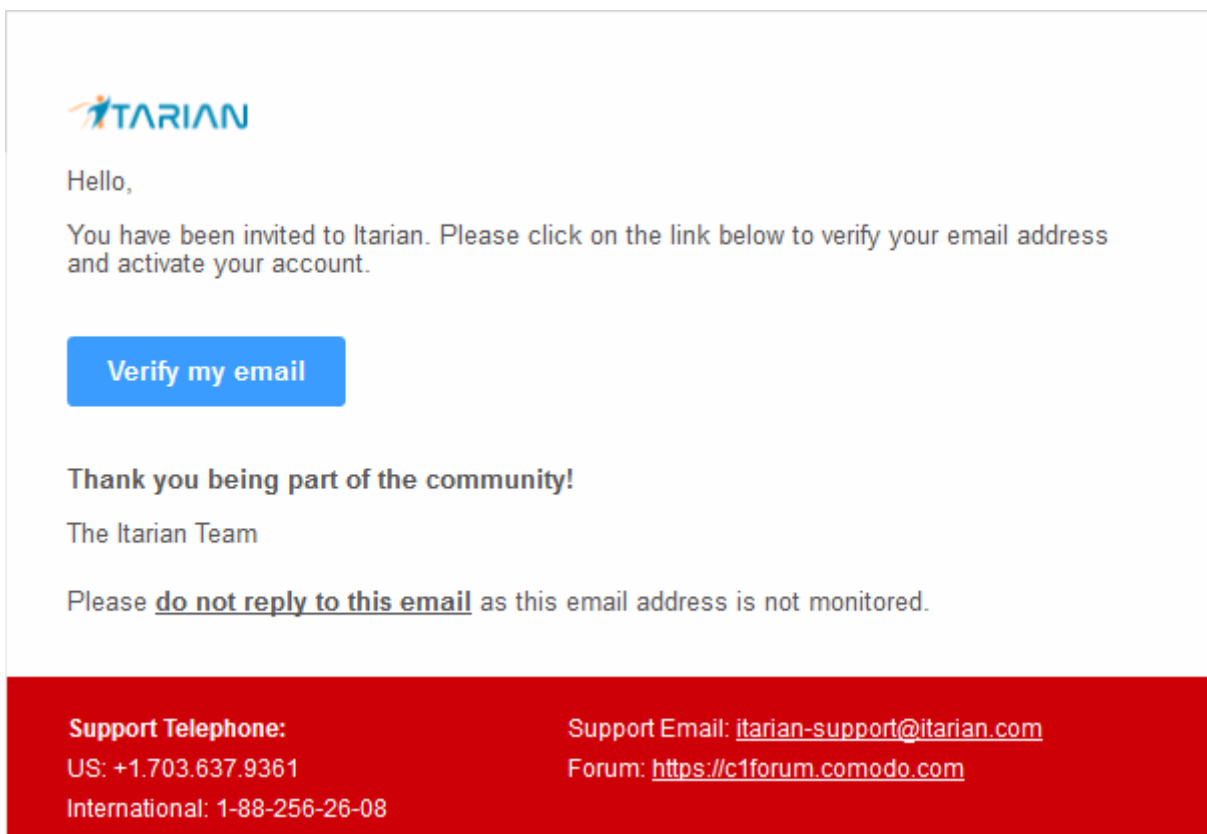 ITARIAN
Hello,
You have been invited to Itarian. Please click on the link below to verify your email address
and activate your account.
Verify my email
Thank you being part of the community!
The Itarian Team
Please do not reply to this email as this email address is not monitored.
Support Telephone:
US: +1.703.637.9361
International: 1-88-256-26-08
Support Email: itarian-support@itarian.com
Forum: https://c1forum.comodo.com